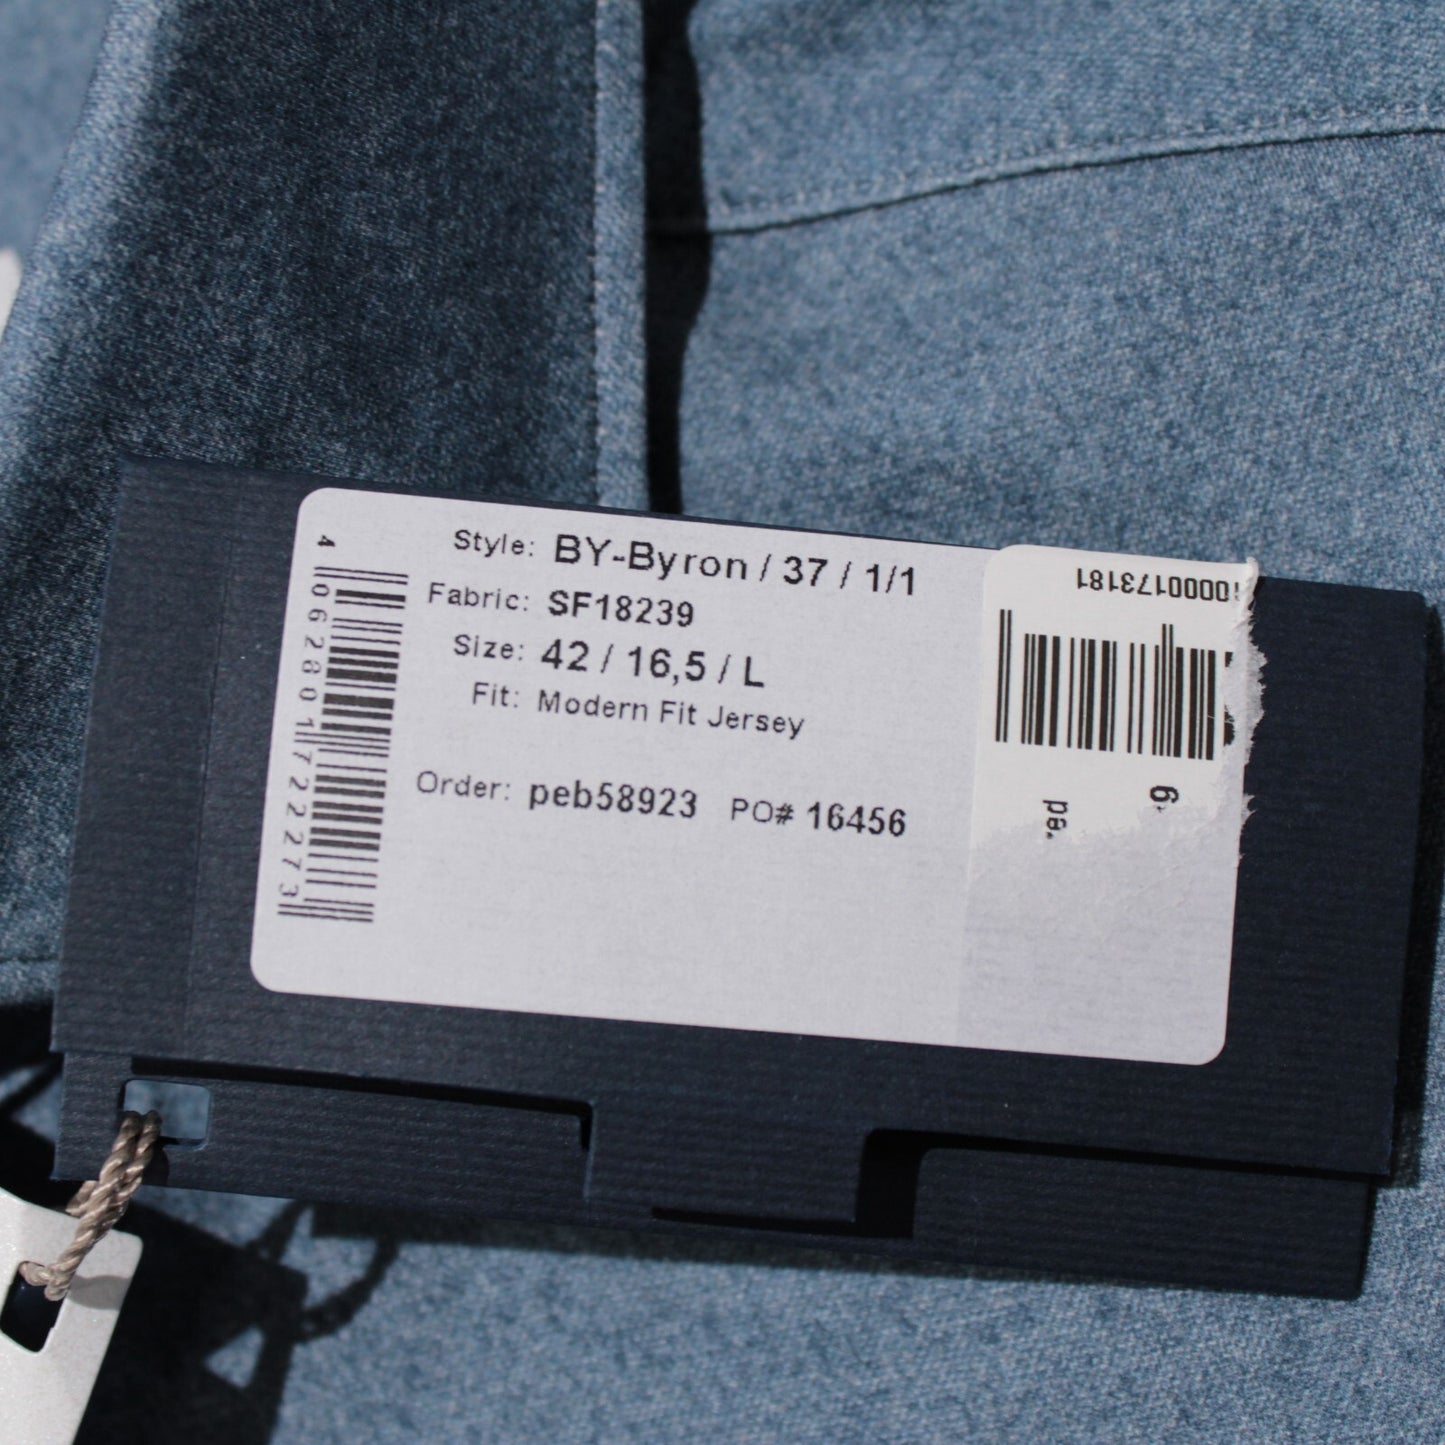 Style: BY-Byron / 37 / 1/1
Fabric: SF18239
Size: 42 / 16,5 / L
Fit: Modern Fit Jersey
Order: peb58923 PO# 16456
4 062801 722273
0000173181